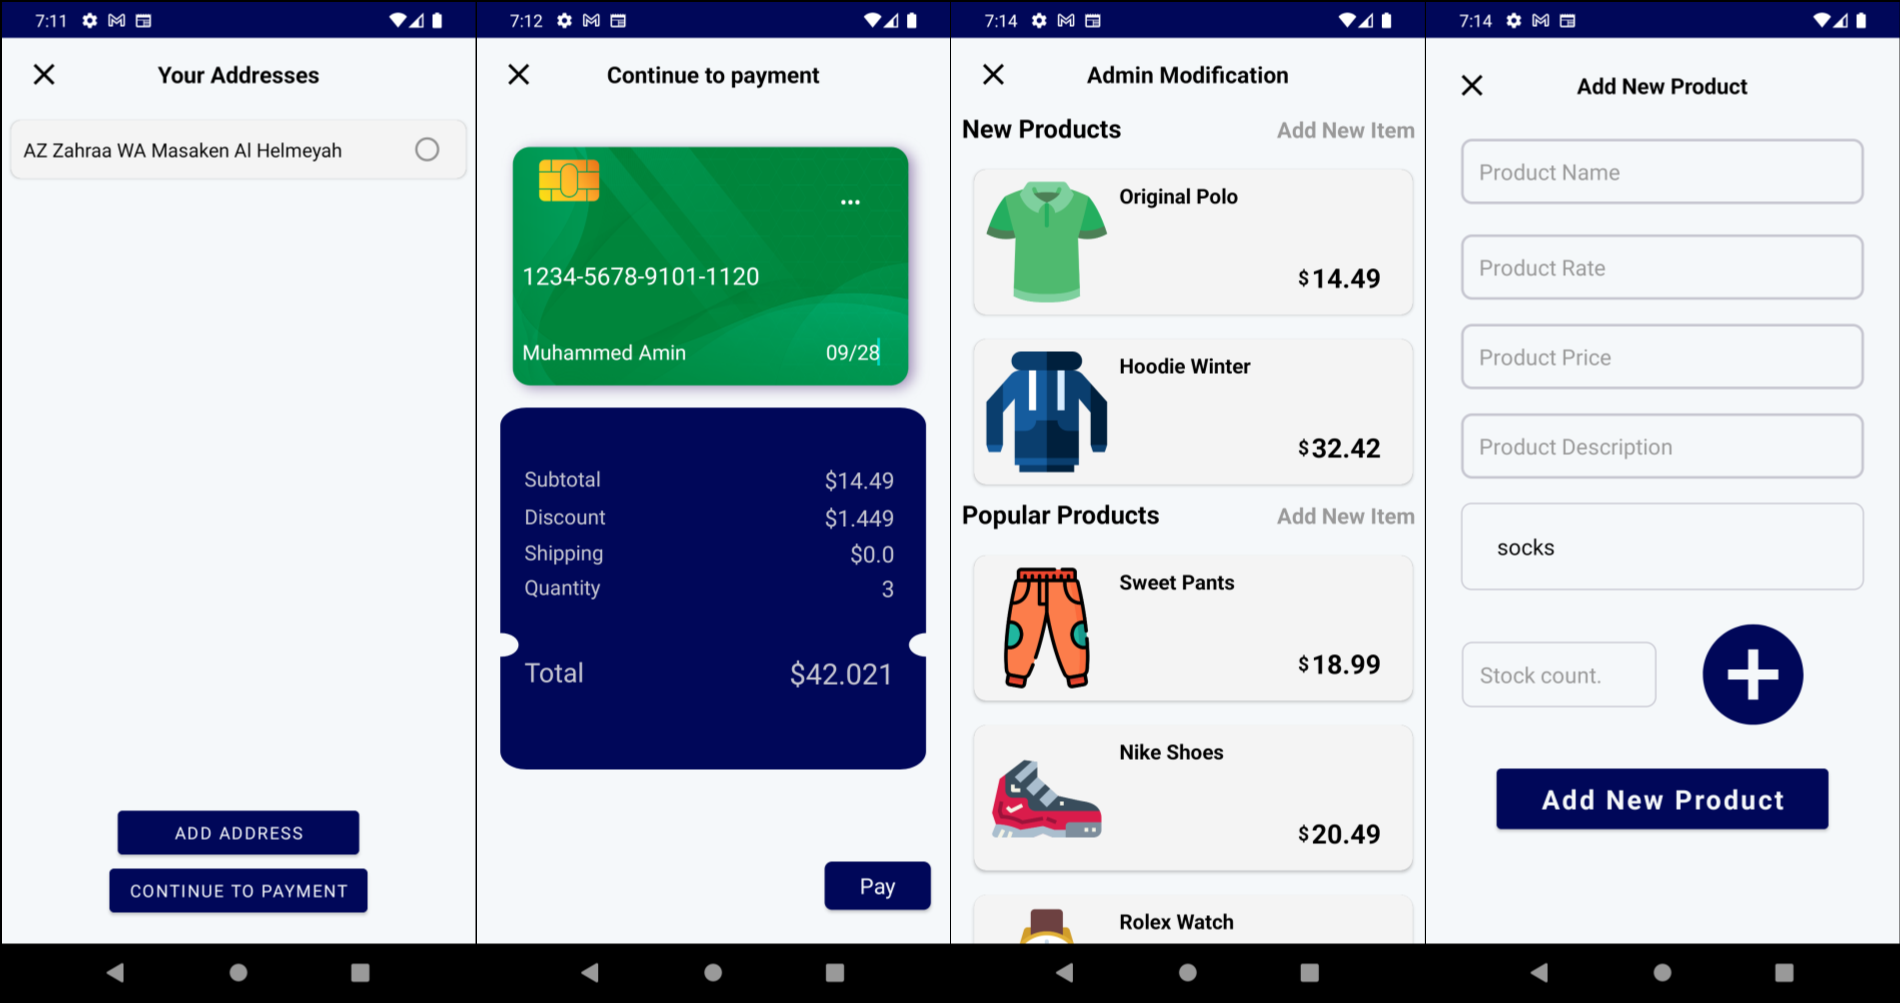 7:11
Your Addresses
AZ Zahraa WA Masaken Al Helmeyah
ADD ADDRESS
CONTINUE TO PAYMENT
7:12
Continue to payment
...
1234-5678-9101-1120
Muhammed Amin 09/28
Subtotal $14.49
Discount $1.449
Shipping $0.0
Quantity 3
Total $42.021
Pay
7:14
Admin Modification
New Products Add New Item
Original Polo
$14.49
Hoodie Winter
$32.42
Popular Products Add New Item
Sweet Pants
$18.99
Nike Shoes
$20.49
Rolex Watch
7:14
Add New Product
Product Name
Product Rate
Product Price
Product Description
socks
Stock count.
Add New Product